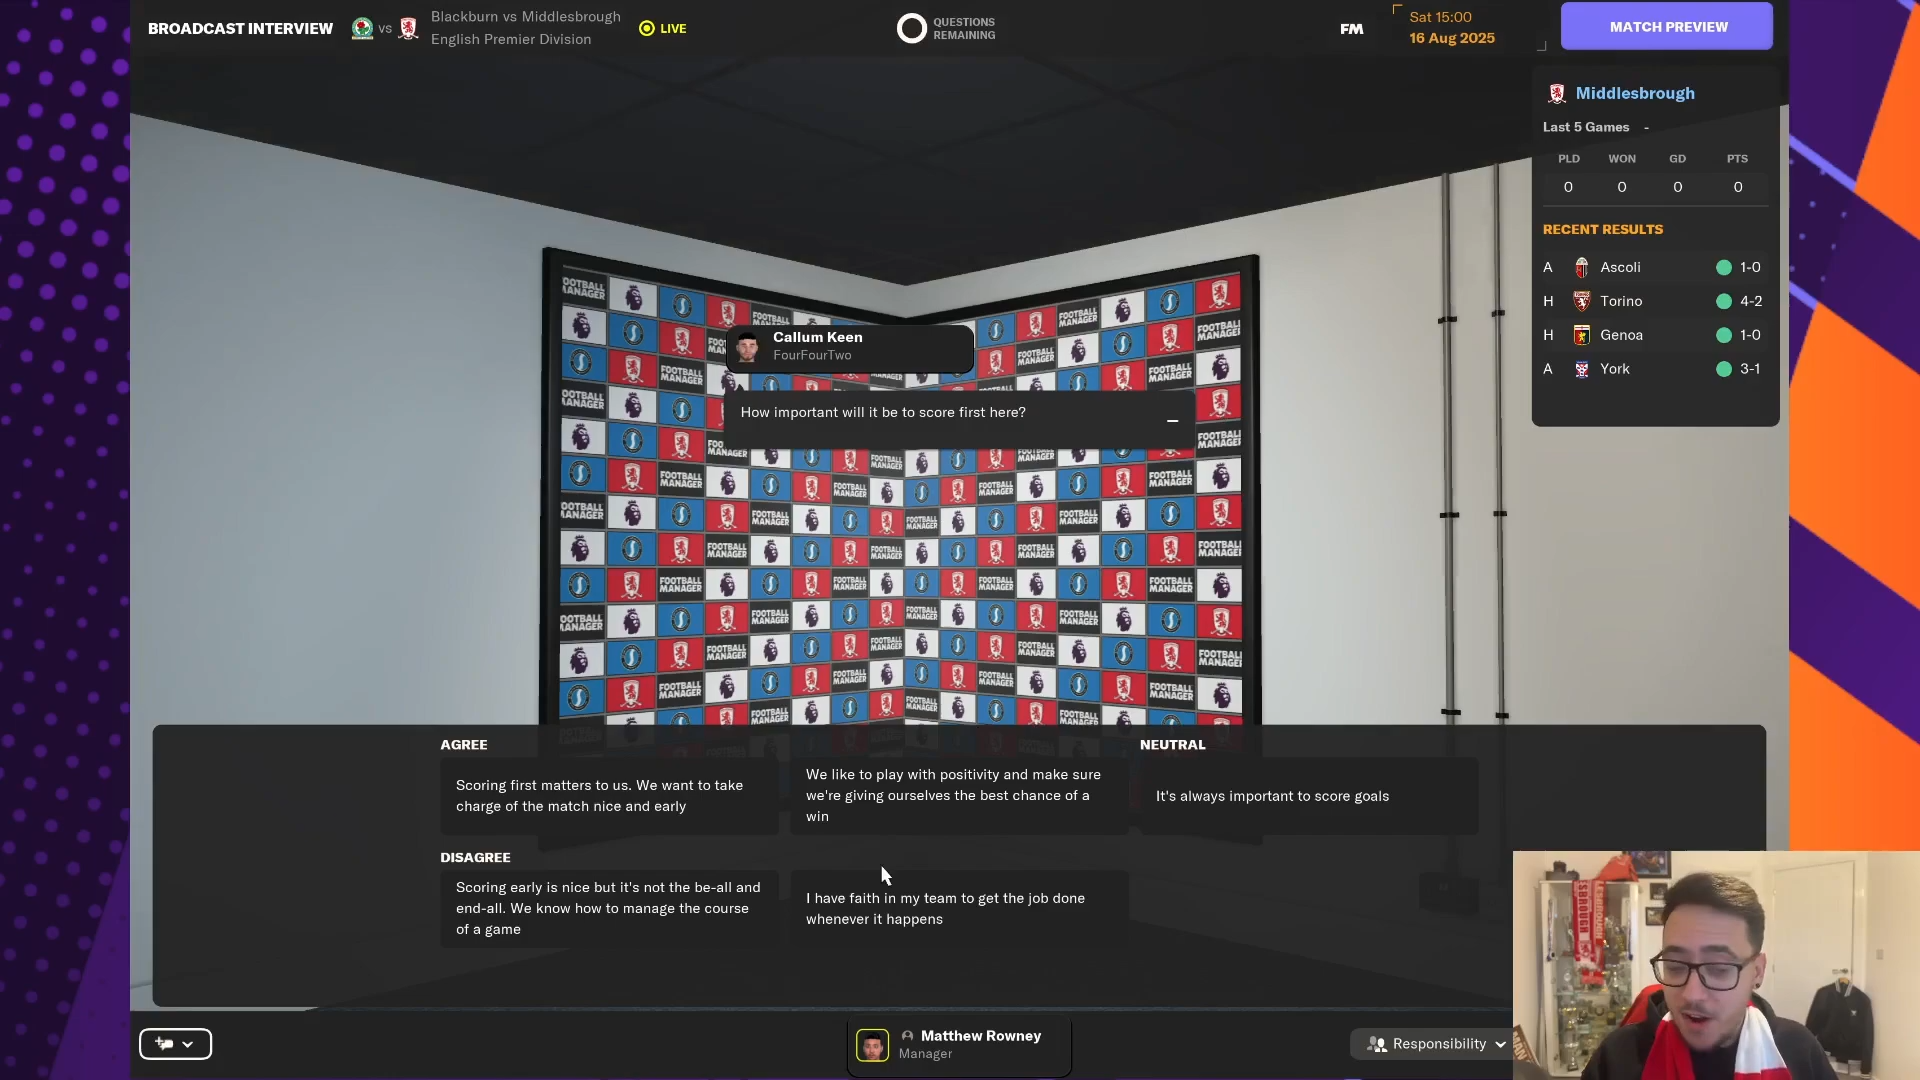 BROADCAST INTERVIEW
vs
Blackburn vs Middlesbrough
English Premier Division
LIVE
QUESTIONS
REMAINING
FM
Sat 15:00
16 Aug 2025
MATCH PREVIEW
Middlesbrough
Last 5 Games -
PLD WON GD PTS
0 0 0 0
RECENT RESULTS
A Ascoli 1-0
H Torino 4-2
H Genoa 1-0
A York 3-1
Callum Keen
FourFourTwo
How important will it be to score first here?
FOOTBALL
MANAGER
AGREE
Scoring first matters to us. We want to
take charge of the match nice and early
We like to play with positivity and make sure
we're giving ourselves the best chance of a
win
NEUTRAL
It's always important to score goals
DISAGREE
Scoring early is nice but it's not the be-all and
end-all. We know how to manage the course
of a game
I have faith in my team to get the job done
whenever it happens
Matthew Rowney
Manager
Responsibility